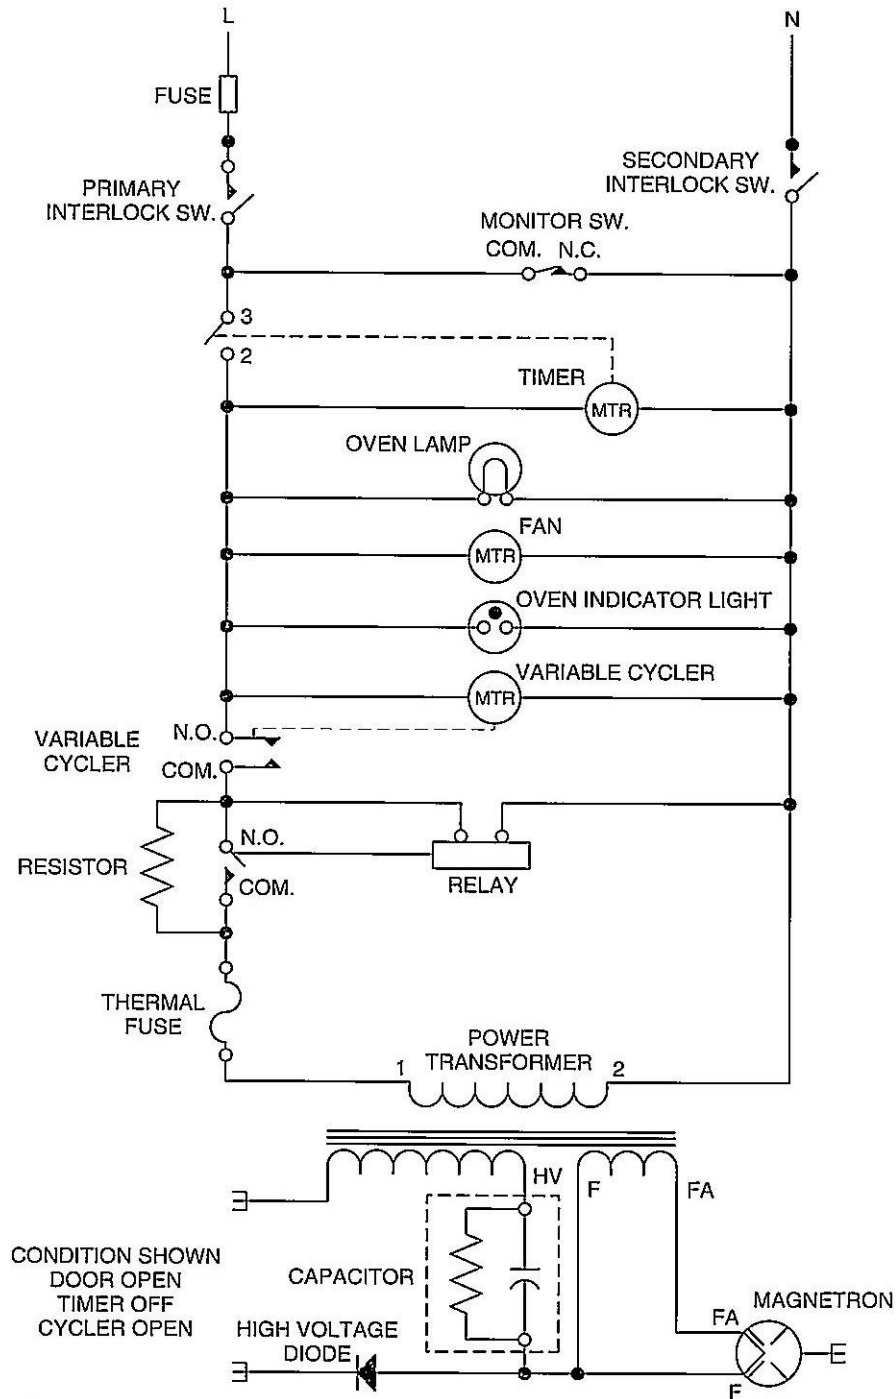 L
N
FUSE
PRIMARY
INTERLOCK SW.
SECONDARY
INTERLOCK SW.
MONITOR SW.
COM. N.C.
3
2
TIMER
MTR
OVEN LAMP
FAN
MTR
OVEN INDICATOR LIGHT
VARIABLE CYCLER
MTR
VARIABLE
CYCLER
N.O.
COM.
RESISTOR
N.O.
COM.
RELAY
THERMAL
FUSE
POWER
TRANSFORMER
1
2
HV
F
FA
CONDITION SHOWN
DOOR OPEN
TIMER OFF
CYCLER OPEN
CAPACITOR
HIGH VOLTAGE
DIODE
MAGNETRON
FA
F